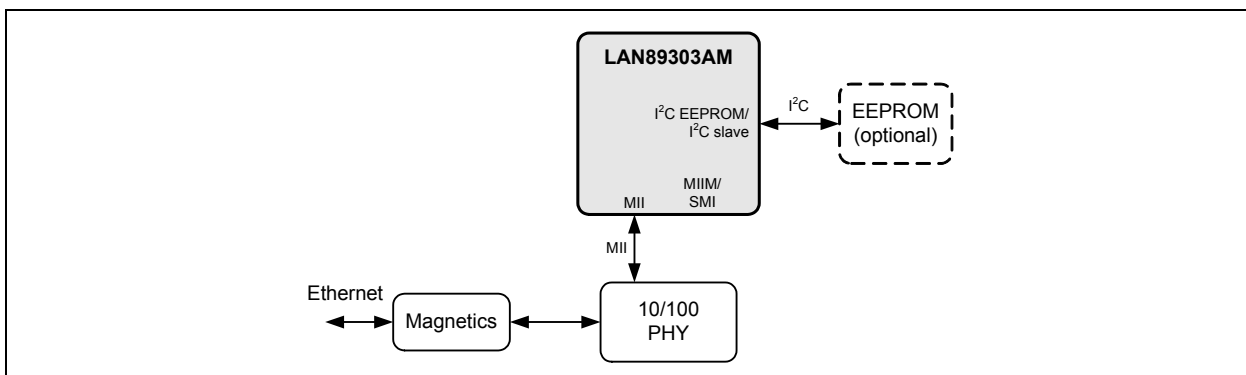 LAN89303AM
I²C EEPROM/
I²C slave
I²C
EEPROM
(optional)
MIIM/
SMI
MII
MII
Ethernet
Magnetics
10/100
PHY